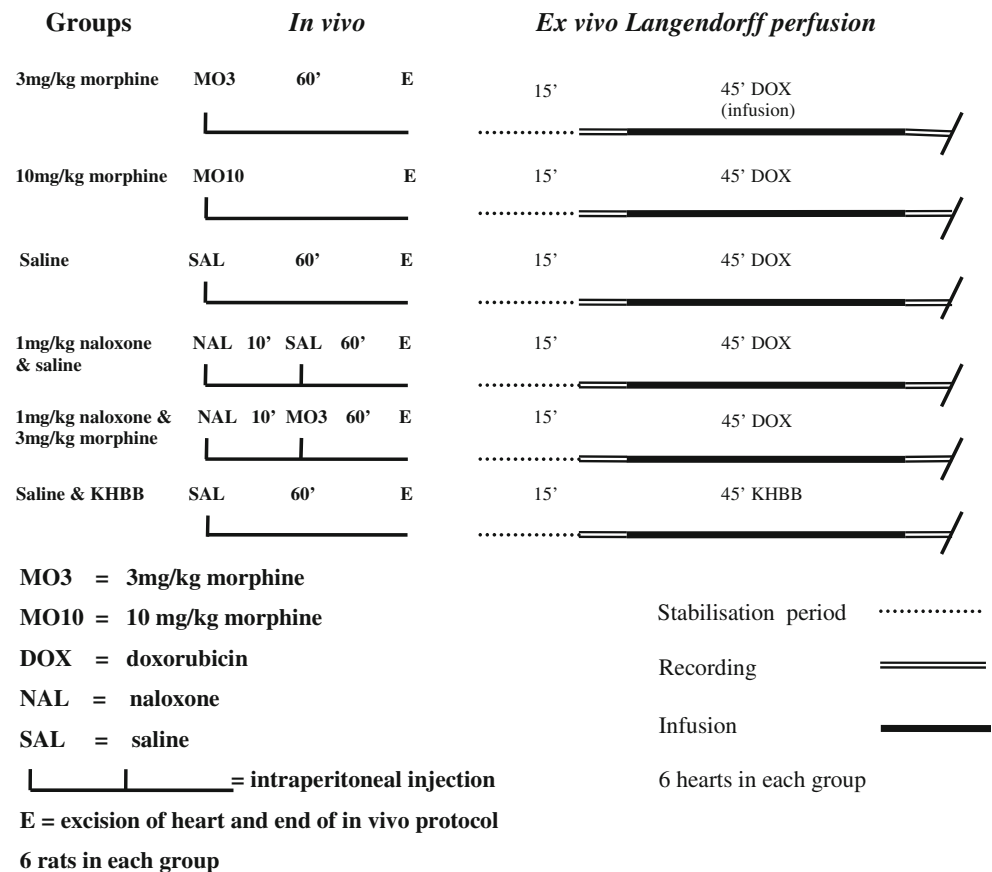 Groups In vivo Ex vivo Langendorff perfusion
3mg/kg morphine MO3 60’ E 15’ 45’ DOX
(infusion)
10mg/kg morphine MO10 E 15’ 45’ DOX
Saline SAL 60’ E 15’ 45’ DOX
1mg/kg naloxone NAL 10’ SAL 60’ E 15’ 45’ DOX
& saline
1mg/kg naloxone & NAL 10’ MO3 60’ E 15’ 45’ DOX
3mg/kg morphine
Saline & KHBB SAL 60’ E 15’ 45’ KHBB
MO3 = 3mg/kg morphine
MO10 = 10 mg/kg morphine
DOX = doxorubicin
NAL = naloxone
SAL = saline
= intraperitoneal injection
E = excision of heart and end of in vivo protocol
6 rats in each group
Stabilisation period
Recording
Infusion
6 hearts in each group